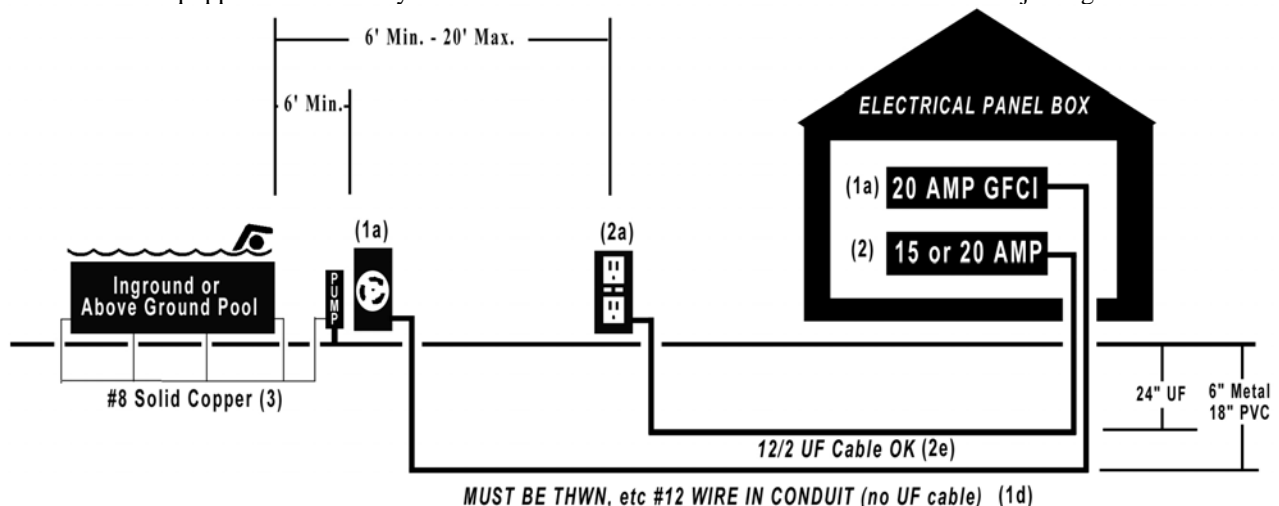 6' Min. - 20' Max.
6' Min.
ELECTRICAL PANEL BOX
(1a) 20 AMP GFCI
(2) 15 or 20 AMP
(1a)
(2a)
Inground or
Above Ground Pool
PUMP
#8 Solid Copper (3)
24" UF
6" Metal
18" PVC
12/2 UF Cable OK (2e)
MUST BE THWN, etc #12 WIRE IN CONDUIT (no UF cable) (1d)